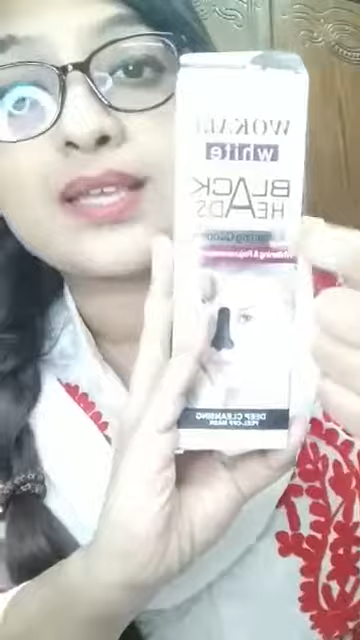 WOKALI
white
BLACK
HEADS
DEEP CLEANSING
PEEL-OFF MASK